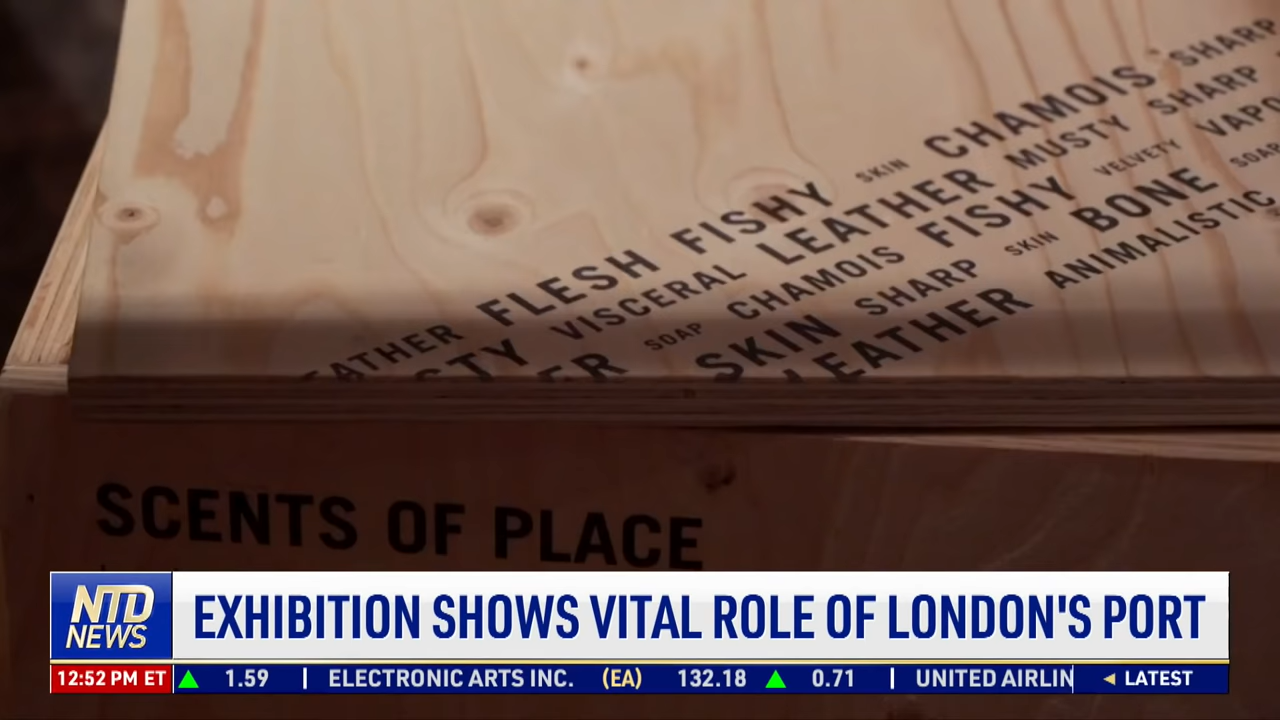 SHARP
SKIN CHAMOIS SHARP
FLESH FISHY MUSTY VAPO
LEATHER VELVETY
VISCERAL FISHY SOAP
CHAMOIS BONE
SOAP SHARP SKIN ANIMALISTIC
SKIN LEATHER
SCENTS OF PLACE
NTD
NEWS
EXHIBITION SHOWS VITAL ROLE OF LONDON'S PORT
12:52 PM ET ▲ 1.59 | ELECTRONIC ARTS INC. (EA) 132.18 ▲ 0.71 | UNITED AIRLIN ◄ LATEST